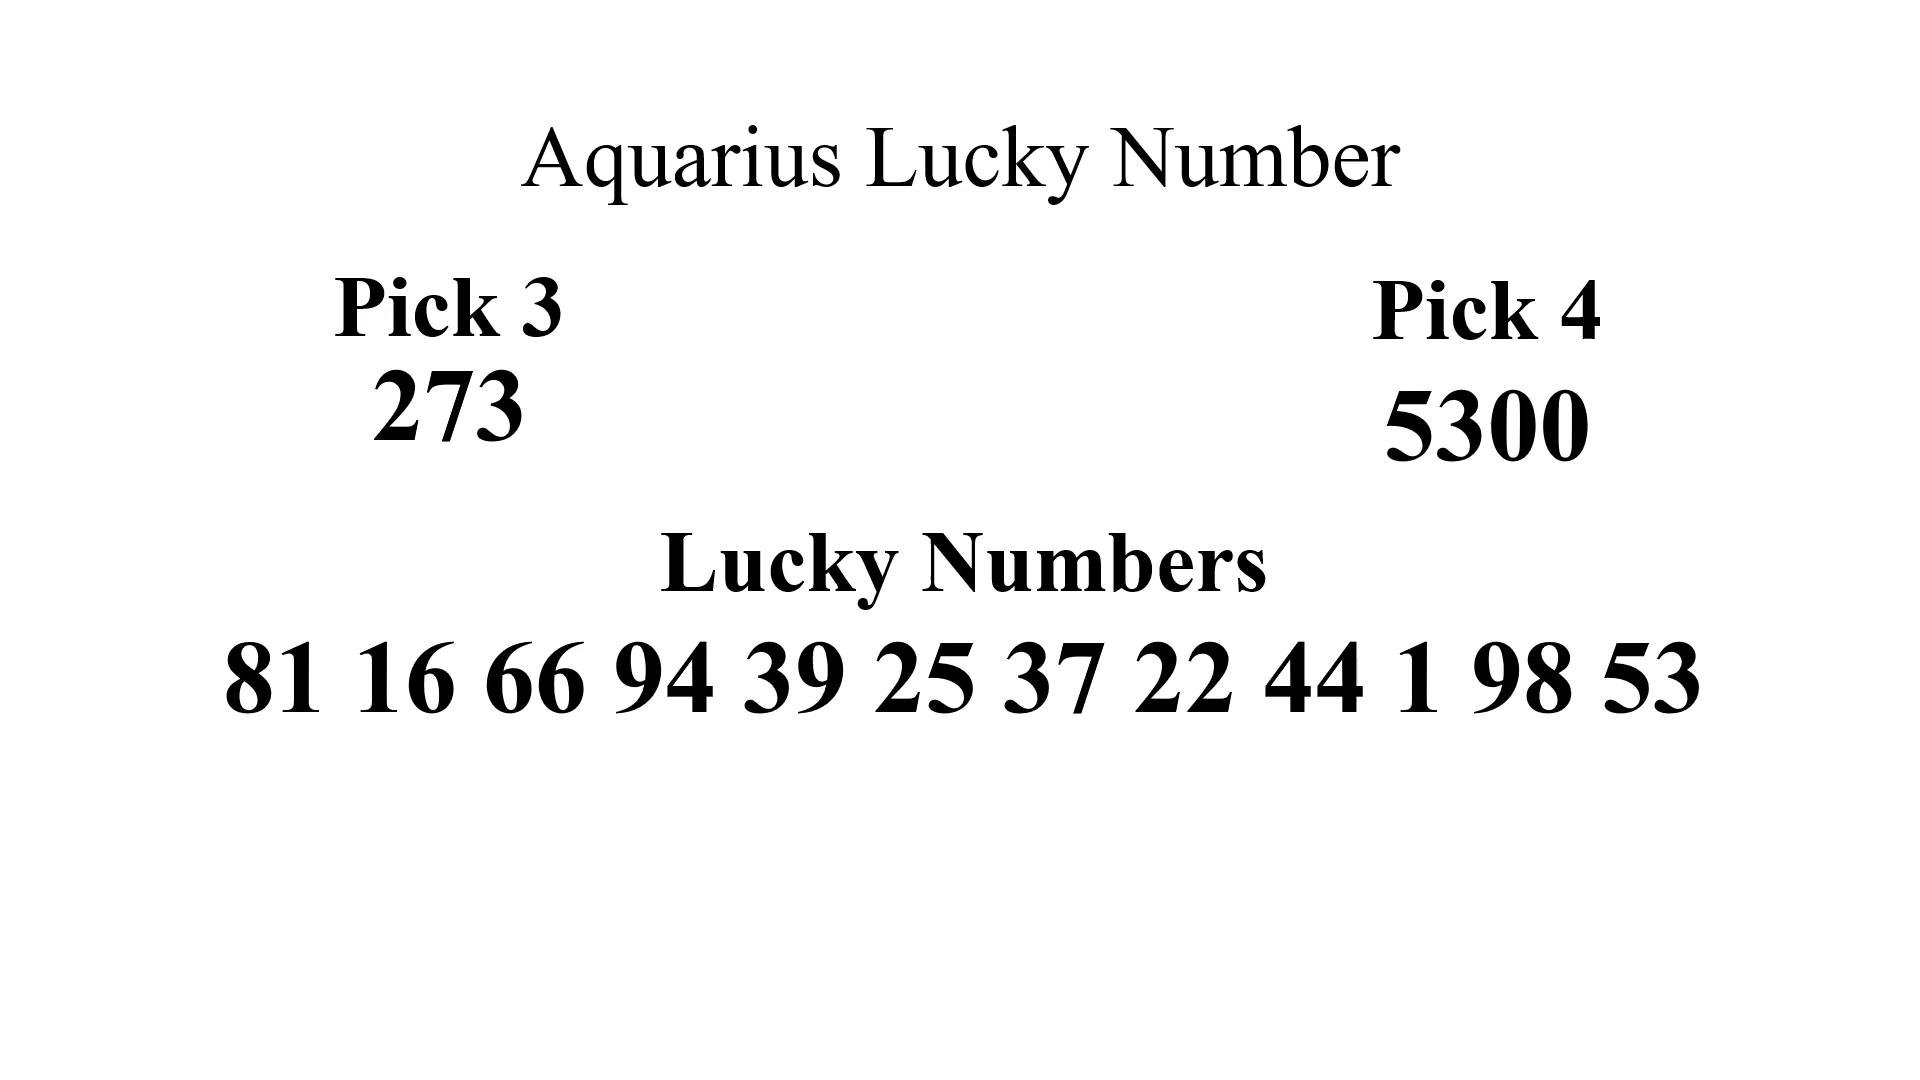 Aquarius Lucky Number
Pick 3
273
Pick 4
5300
Lucky Numbers
81 16 66 94 39 25 37 22 44 1 98 53